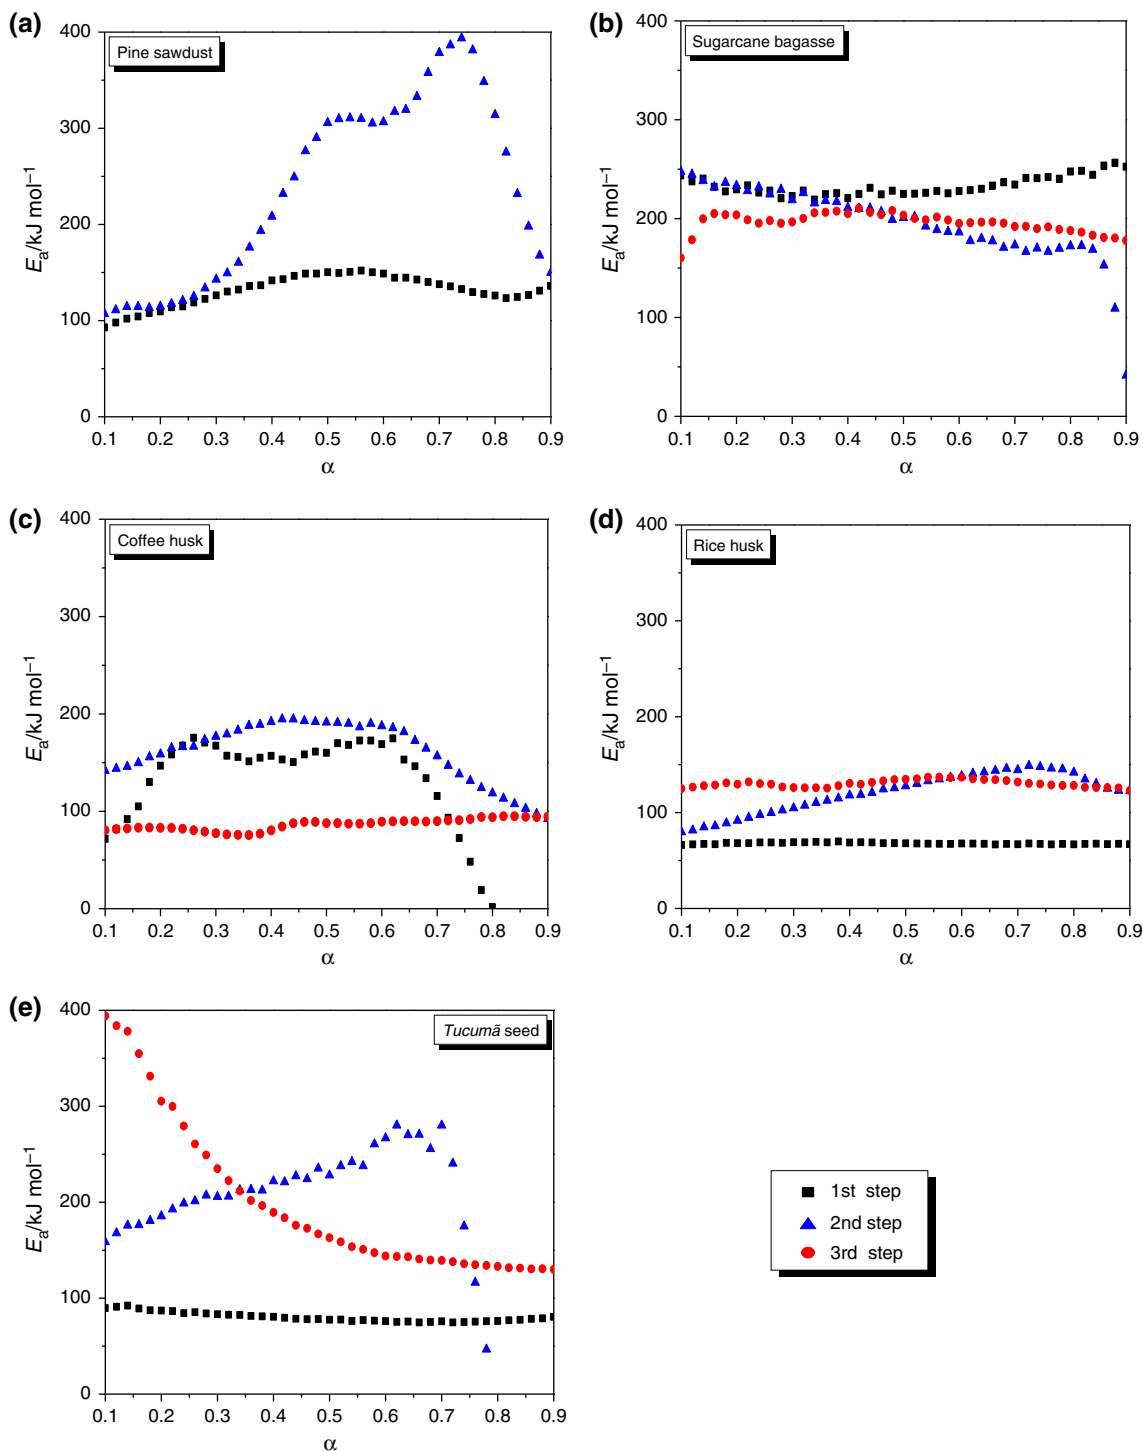 (a)
Pine sawdust
400
300
200
100
0
Eₐ/kJ mol⁻¹
0.1 0.2 0.3 0.4 0.5 0.6 0.7 0.8 0.9
α
(b)
Sugarcane bagasse
400
300
200
100
0
Eₐ/kJ mol⁻¹
0.1 0.2 0.3 0.4 0.5 0.6 0.7 0.8 0.9
α
(c)
Coffee husk
400
300
200
100
0
Eₐ/kJ mol⁻¹
0.1 0.2 0.3 0.4 0.5 0.6 0.7 0.8 0.9
α
(d)
Rice husk
400
300
200
100
0
Eₐ/kJ mol⁻¹
0.1 0.2 0.3 0.4 0.5 0.6 0.7 0.8 0.9
α
(e)
Tucumã seed
400
300
200
100
0
Eₐ/kJ mol⁻¹
0.1 0.2 0.3 0.4 0.5 0.6 0.7 0.8 0.9
α
1st step
2nd step
3rd step